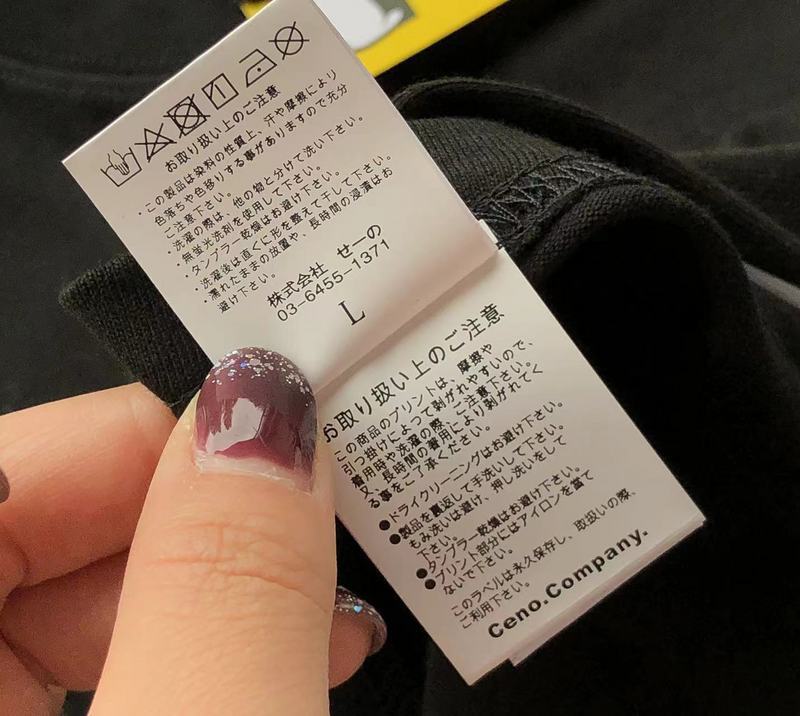 お取り扱い上のご注意
・この製品は染料の性質上、汗や摩擦により
色落ちや色移りする事がありますので充分
ご注意下さい。
・洗濯の際は、他の物と分けて洗い下さい。
・無蛍光洗剤を使用して下さい。
・タンブラー乾燥はお避け下さい。
・洗濯後は直ぐに形を整えて干して下さい。
・濡れたままの放置や、長時間の浸漬はお
避け下さい。
株式会社 せーの
03-6455-1371
L
お取り扱い上のご注意
この商品のプリントは、摩擦や
引っ掛けによって剥がれやすいので、
着用時や洗濯の際、ご注意下さい。
又、長時間の着用により剥がれてく
る事をご了承ください。
●ドライクリーニングはお避け下さい。
●製品を裏返して手洗いして下さい。
もみ洗いは避け、押し洗いをして
下さい。
●タンブラー乾燥はお避け下さい。
●プリント部分にはアイロンを当て
ないで下さい。
このラベルは永久保存し、取扱いの際、
ご利用下さい。
Ceno.Company.